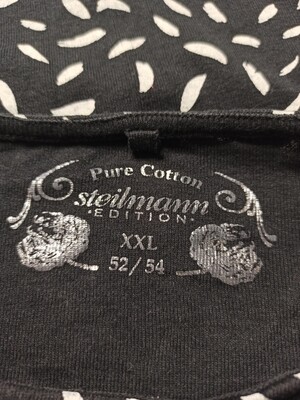 Pure Cotton
steilmann
•EDITION•
XXL
52/54